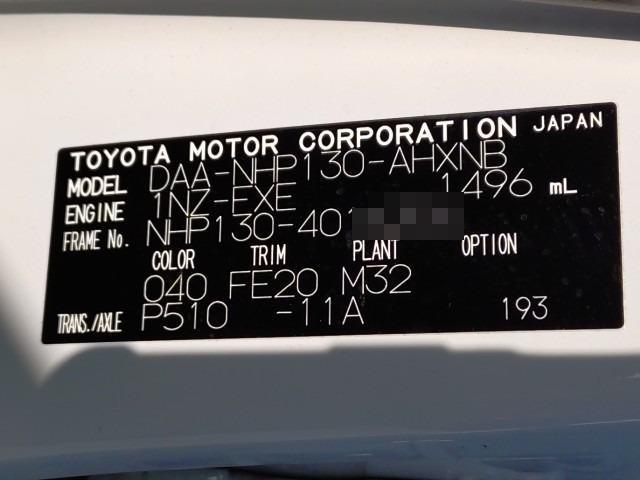 TOYOTA MOTOR CORPORATION JAPAN
MODEL DAA-NHP130-AHXNB
ENGINE 1NZ-EXE 1496 mL
FRAME No. NHP130-401
COLOR TRIM PLANT OPTION
040 FE20 M32
TRANS./AXLE P510 -11A 193